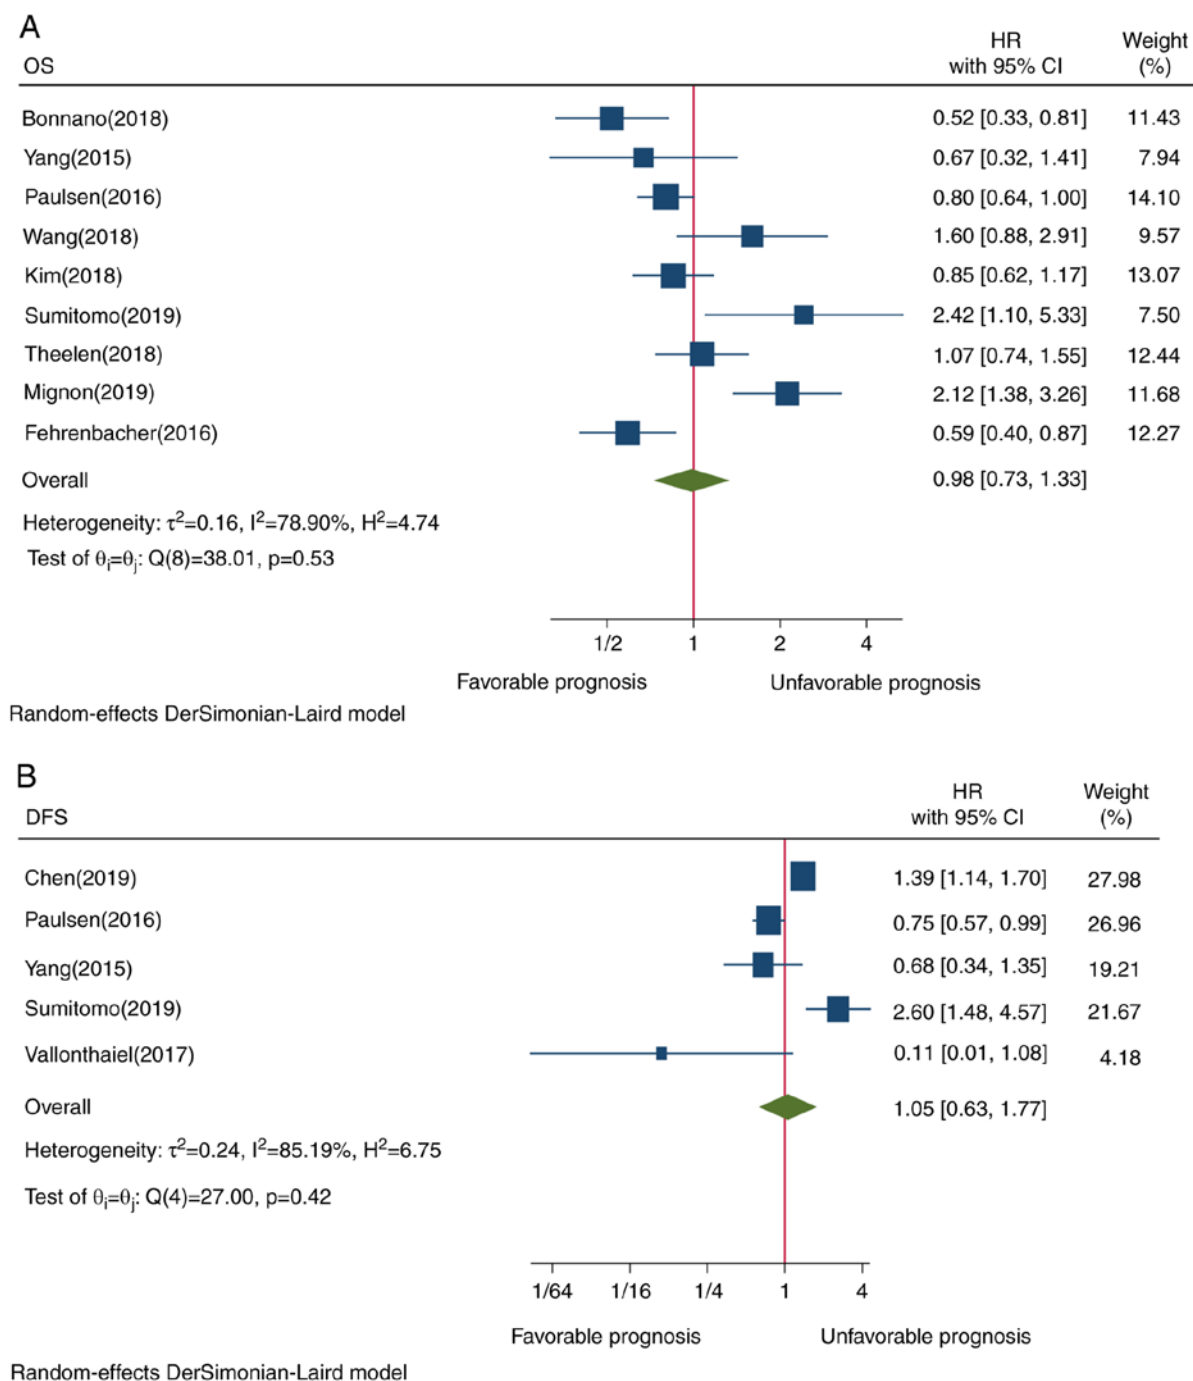 A
HR
with 95% CI
Weight
(%)
OS
Bonnano(2018) 0.52 [0.33, 0.81] 11.43
Yang(2015) 0.67 [0.32, 1.41] 7.94
Paulsen(2016) 0.80 [0.64, 1.00] 14.10
Wang(2018) 1.60 [0.88, 2.91] 9.57
Kim(2018) 0.85 [0.62, 1.17] 13.07
Sumitomo(2019) 2.42 [1.10, 5.33] 7.50
Theelen(2018) 1.07 [0.74, 1.55] 12.44
Mignon(2019) 2.12 [1.38, 3.26] 11.68
Fehrenbacher(2016) 0.59 [0.40, 0.87] 12.27
Overall 0.98 [0.73, 1.33]
Heterogeneity: τ²=0.16, I²=78.90%, H²=4.74
Test of θᵢ=θⱼ: Q(8)=38.01, p=0.53
1/2 1 2 4
Favorable prognosis Unfavorable prognosis
Random-effects DerSimonian-Laird model
B
HR
with 95% CI
Weight
(%)
DFS
Chen(2019) 1.39 [1.14, 1.70] 27.98
Paulsen(2016) 0.75 [0.57, 0.99] 26.96
Yang(2015) 0.68 [0.34, 1.35] 19.21
Sumitomo(2019) 2.60 [1.48, 4.57] 21.67
Vallonthaiel(2017) 0.11 [0.01, 1.08] 4.18
Overall 1.05 [0.63, 1.77]
Heterogeneity: τ²=0.24, I²=85.19%, H²=6.75
Test of θᵢ=θⱼ: Q(4)=27.00, p=0.42
1/64 1/16 1/4 1 4
Favorable prognosis Unfavorable prognosis
Random-effects DerSimonian-Laird model